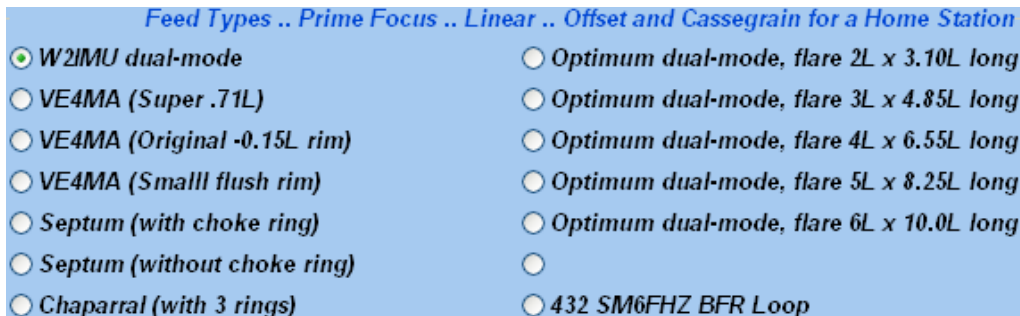 Feed Types .. Prime Focus .. Linear .. Offset and Cassegrain for a Home Station
W2IMU dual-mode
VE4MA (Super .71L)
VE4MA (Original -0.15L rim)
VE4MA (Smalll flush rim)
Septum (with choke ring)
Septum (without choke ring)
Chaparral (with 3 rings)
Optimum dual-mode, flare 2L x 3.10L long
Optimum dual-mode, flare 3L x 4.85L long
Optimum dual-mode, flare 4L x 6.55L long
Optimum dual-mode, flare 5L x 8.25L long
Optimum dual-mode, flare 6L x 10.0L long
432 SM6FHZ BFR Loop